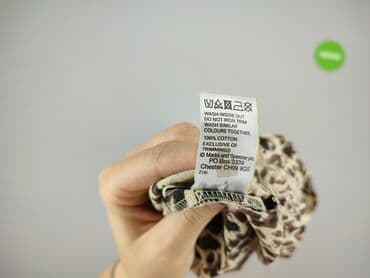 WASH INSIDE OUT
DO NOT IRON TRIM
WASH SIMILAR
COLOURS TOGETHER.
100% COTTON
EXCLUSIVE OF
TRIMMINGS
© Marks and Spencer plc
PO Box 3339
Chester CH99 9QS